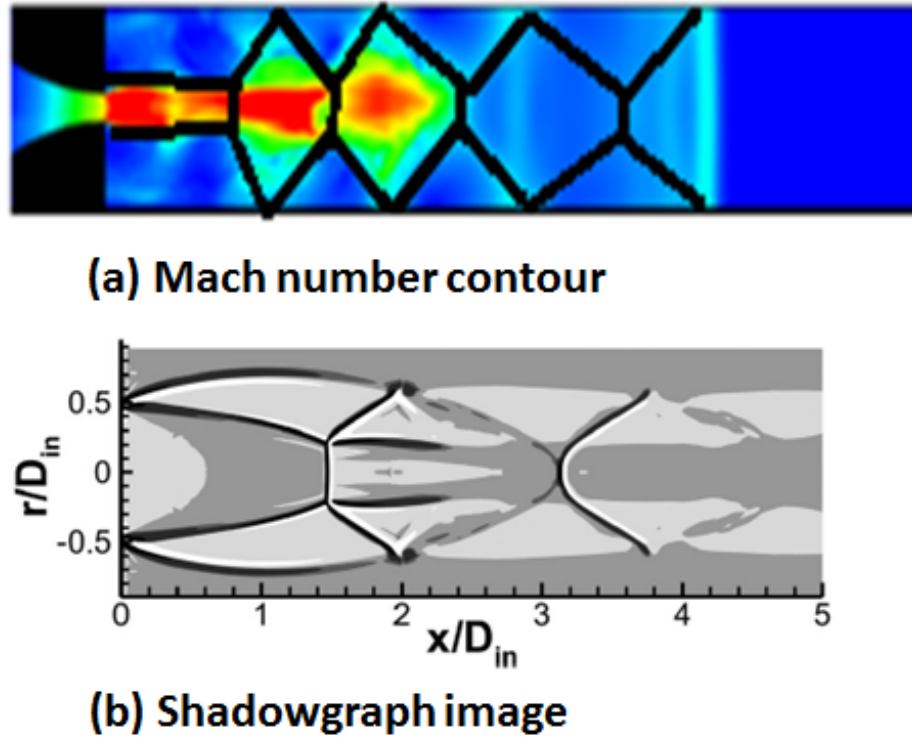 (a) Mach number contour
0.5
0
-0.5
r/D_in
0 1 2 3 4 5
x/D_in
(b) Shadowgraph image